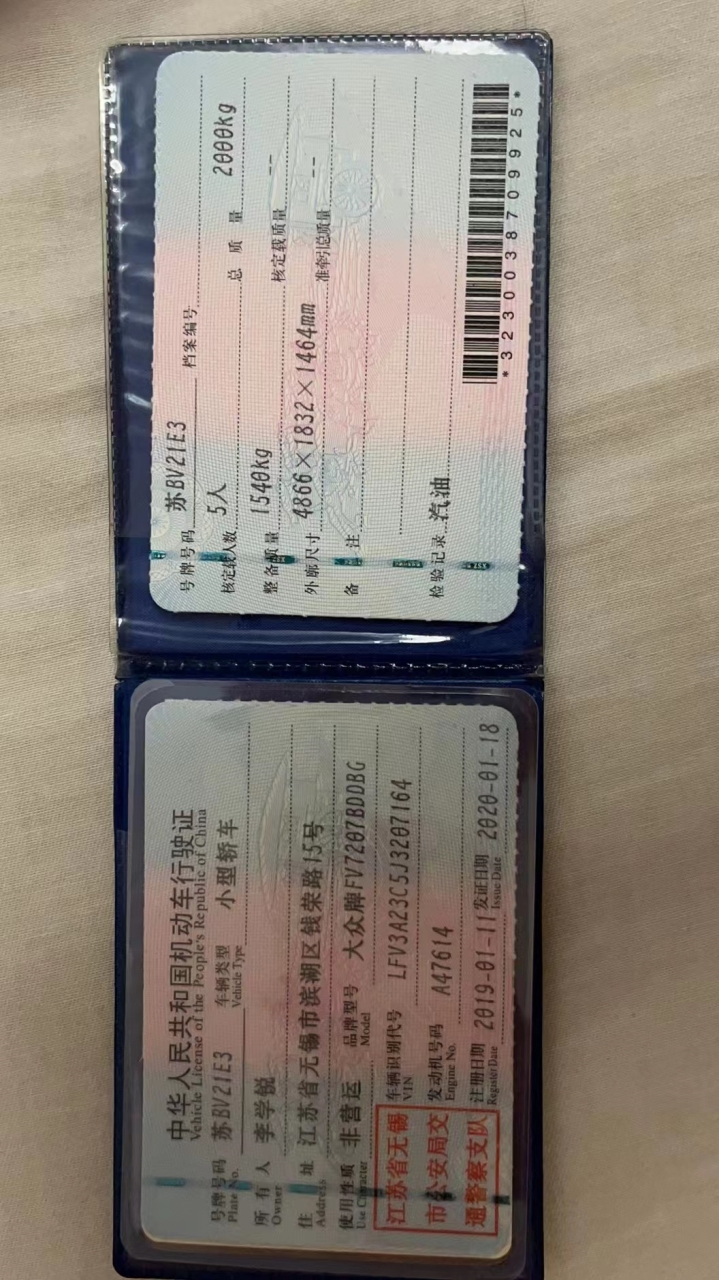 中华人民共和国机动车行驶证
Vehicle License of the People's Republic of China
号牌号码 苏BV21E3 车辆类型 小型轿车
Plate No. Vehicle Type
所有人 李学锐
Owner
住址 江苏省无锡市滨湖区钱荣路15号
Address
使用性质 非营运 品牌型号 大众牌FV7207BDDBG
Use Character Model
江苏省无锡
市公安局交
通警察支队
车辆识别代号 LFV3A23C5J3207164
VIN
发动机号码 A47614
Engine No.
注册日期 2019-01-11 发证日期 2020-01-18
Register Date Issue Date
号牌号码 苏BV21E3 档案编号
核定载人数 5人 总质量 2000kg
整备质量 1540kg 核定载质量 --
外廓尺寸 4866×1832×1464mm 准牵引总质量 --
备注
检验记录 汽油
*3230038709925*